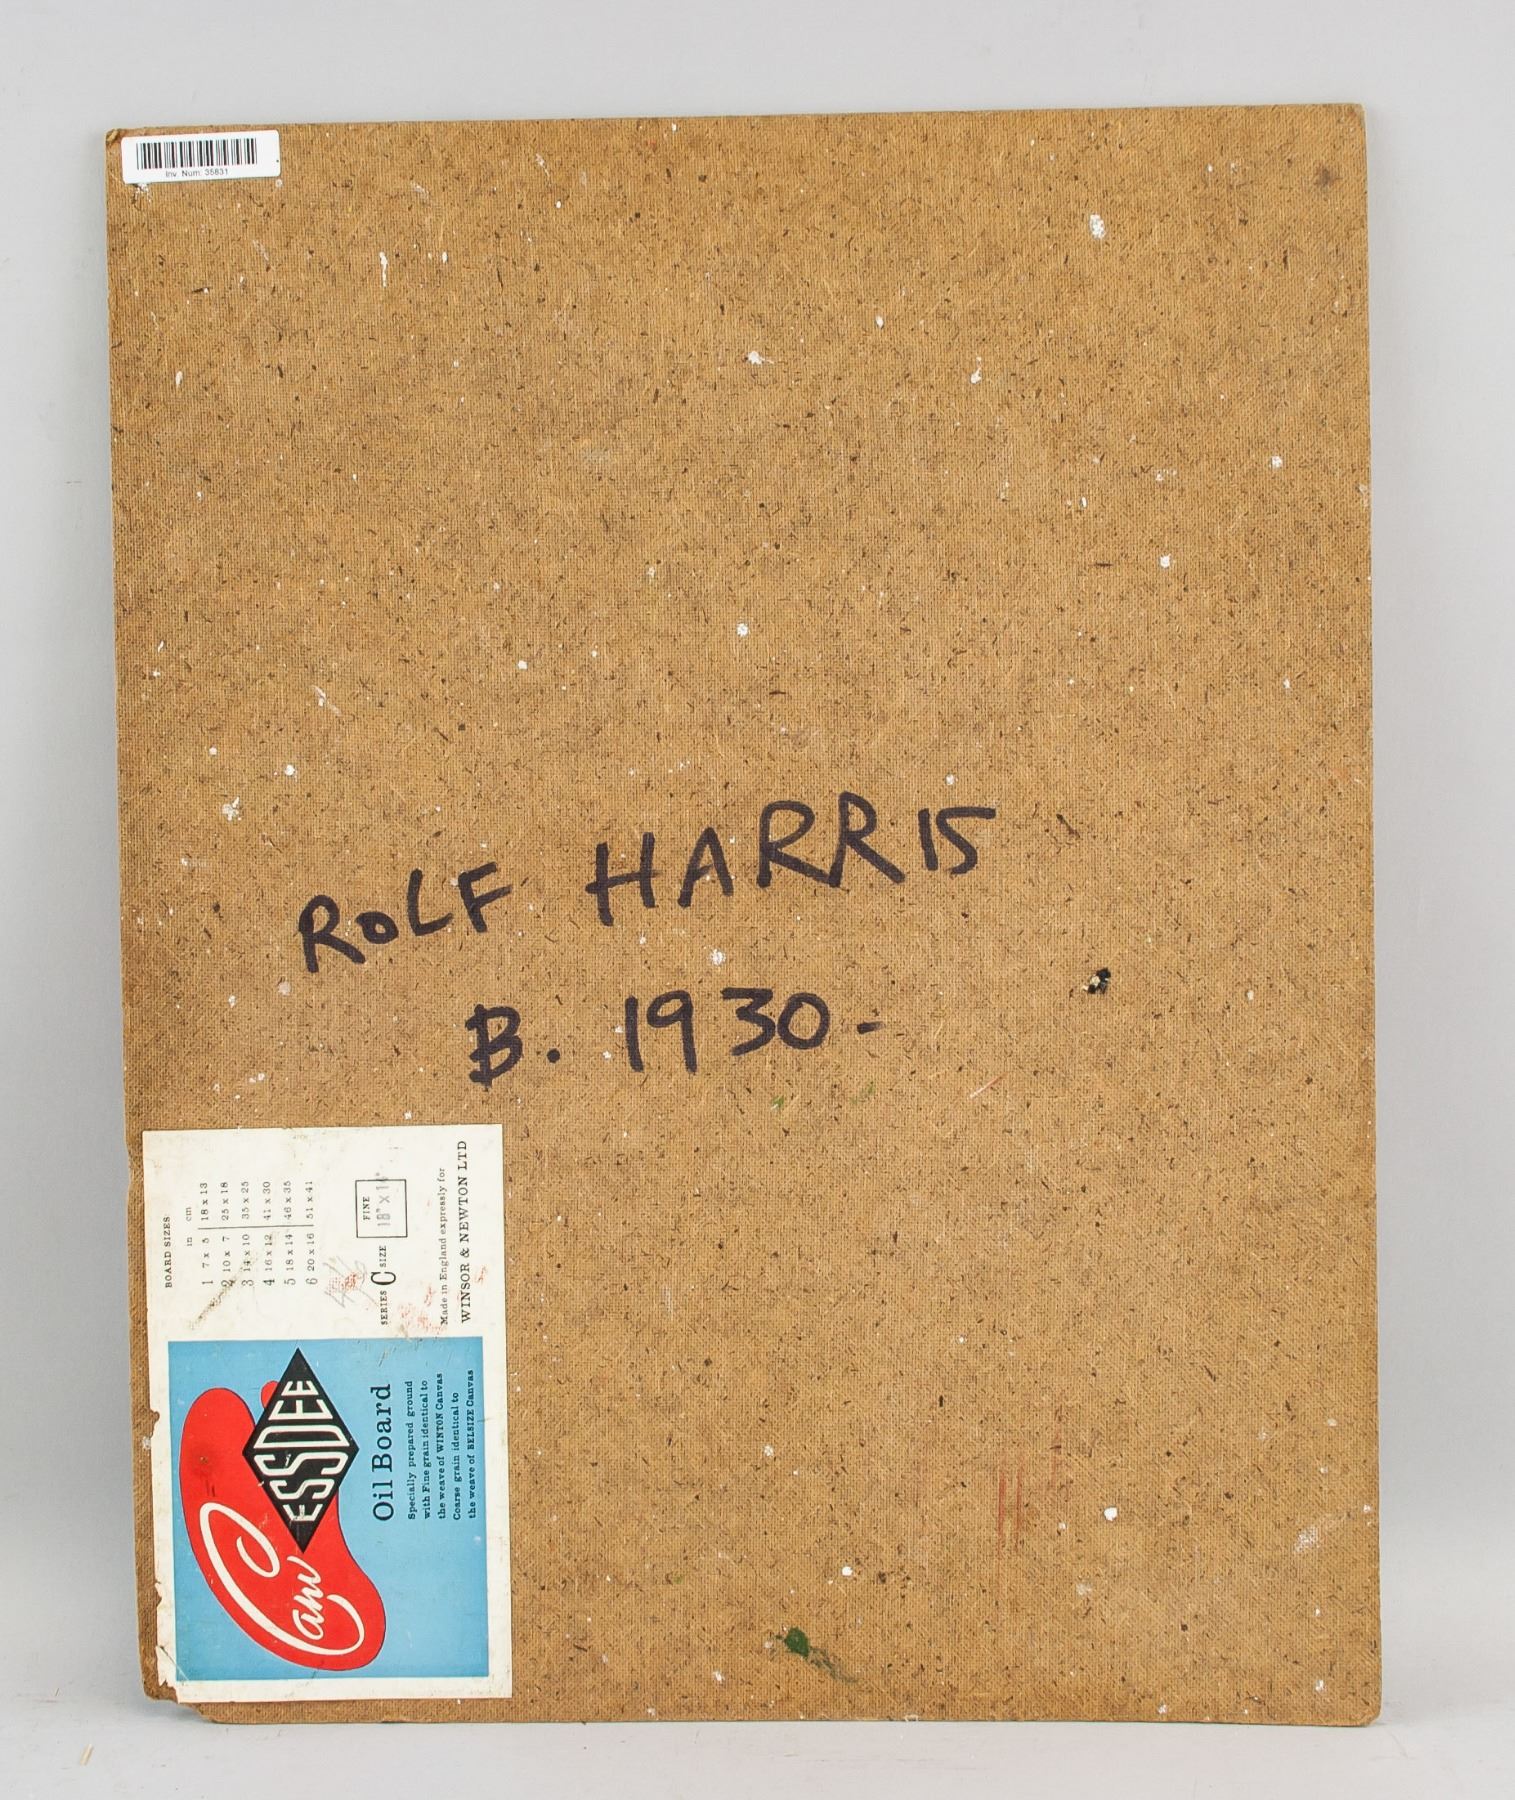 Inv. Num. 35831
ROLF HARRIS
B. 1930-
BOARD SIZES
in cm
1 7 x 5 18 x 13
2 10 x 7 25 x 18
3 14 x 10 35 x 25
4 16 x 12 41 x 30
5 18 x 14 46 x 35
6 20 x 16 51 x 41
SERIES C SIZE
FINE
18" x
Made in England expressly for
WINSOR & NEWTON LTD
Cam
ESSDEE
Oil Board
Specially prepared ground
with Fine grain identical to
the weave of WINTON Canvas
Coarse grain identical to
the weave of BELSIZE Canvas